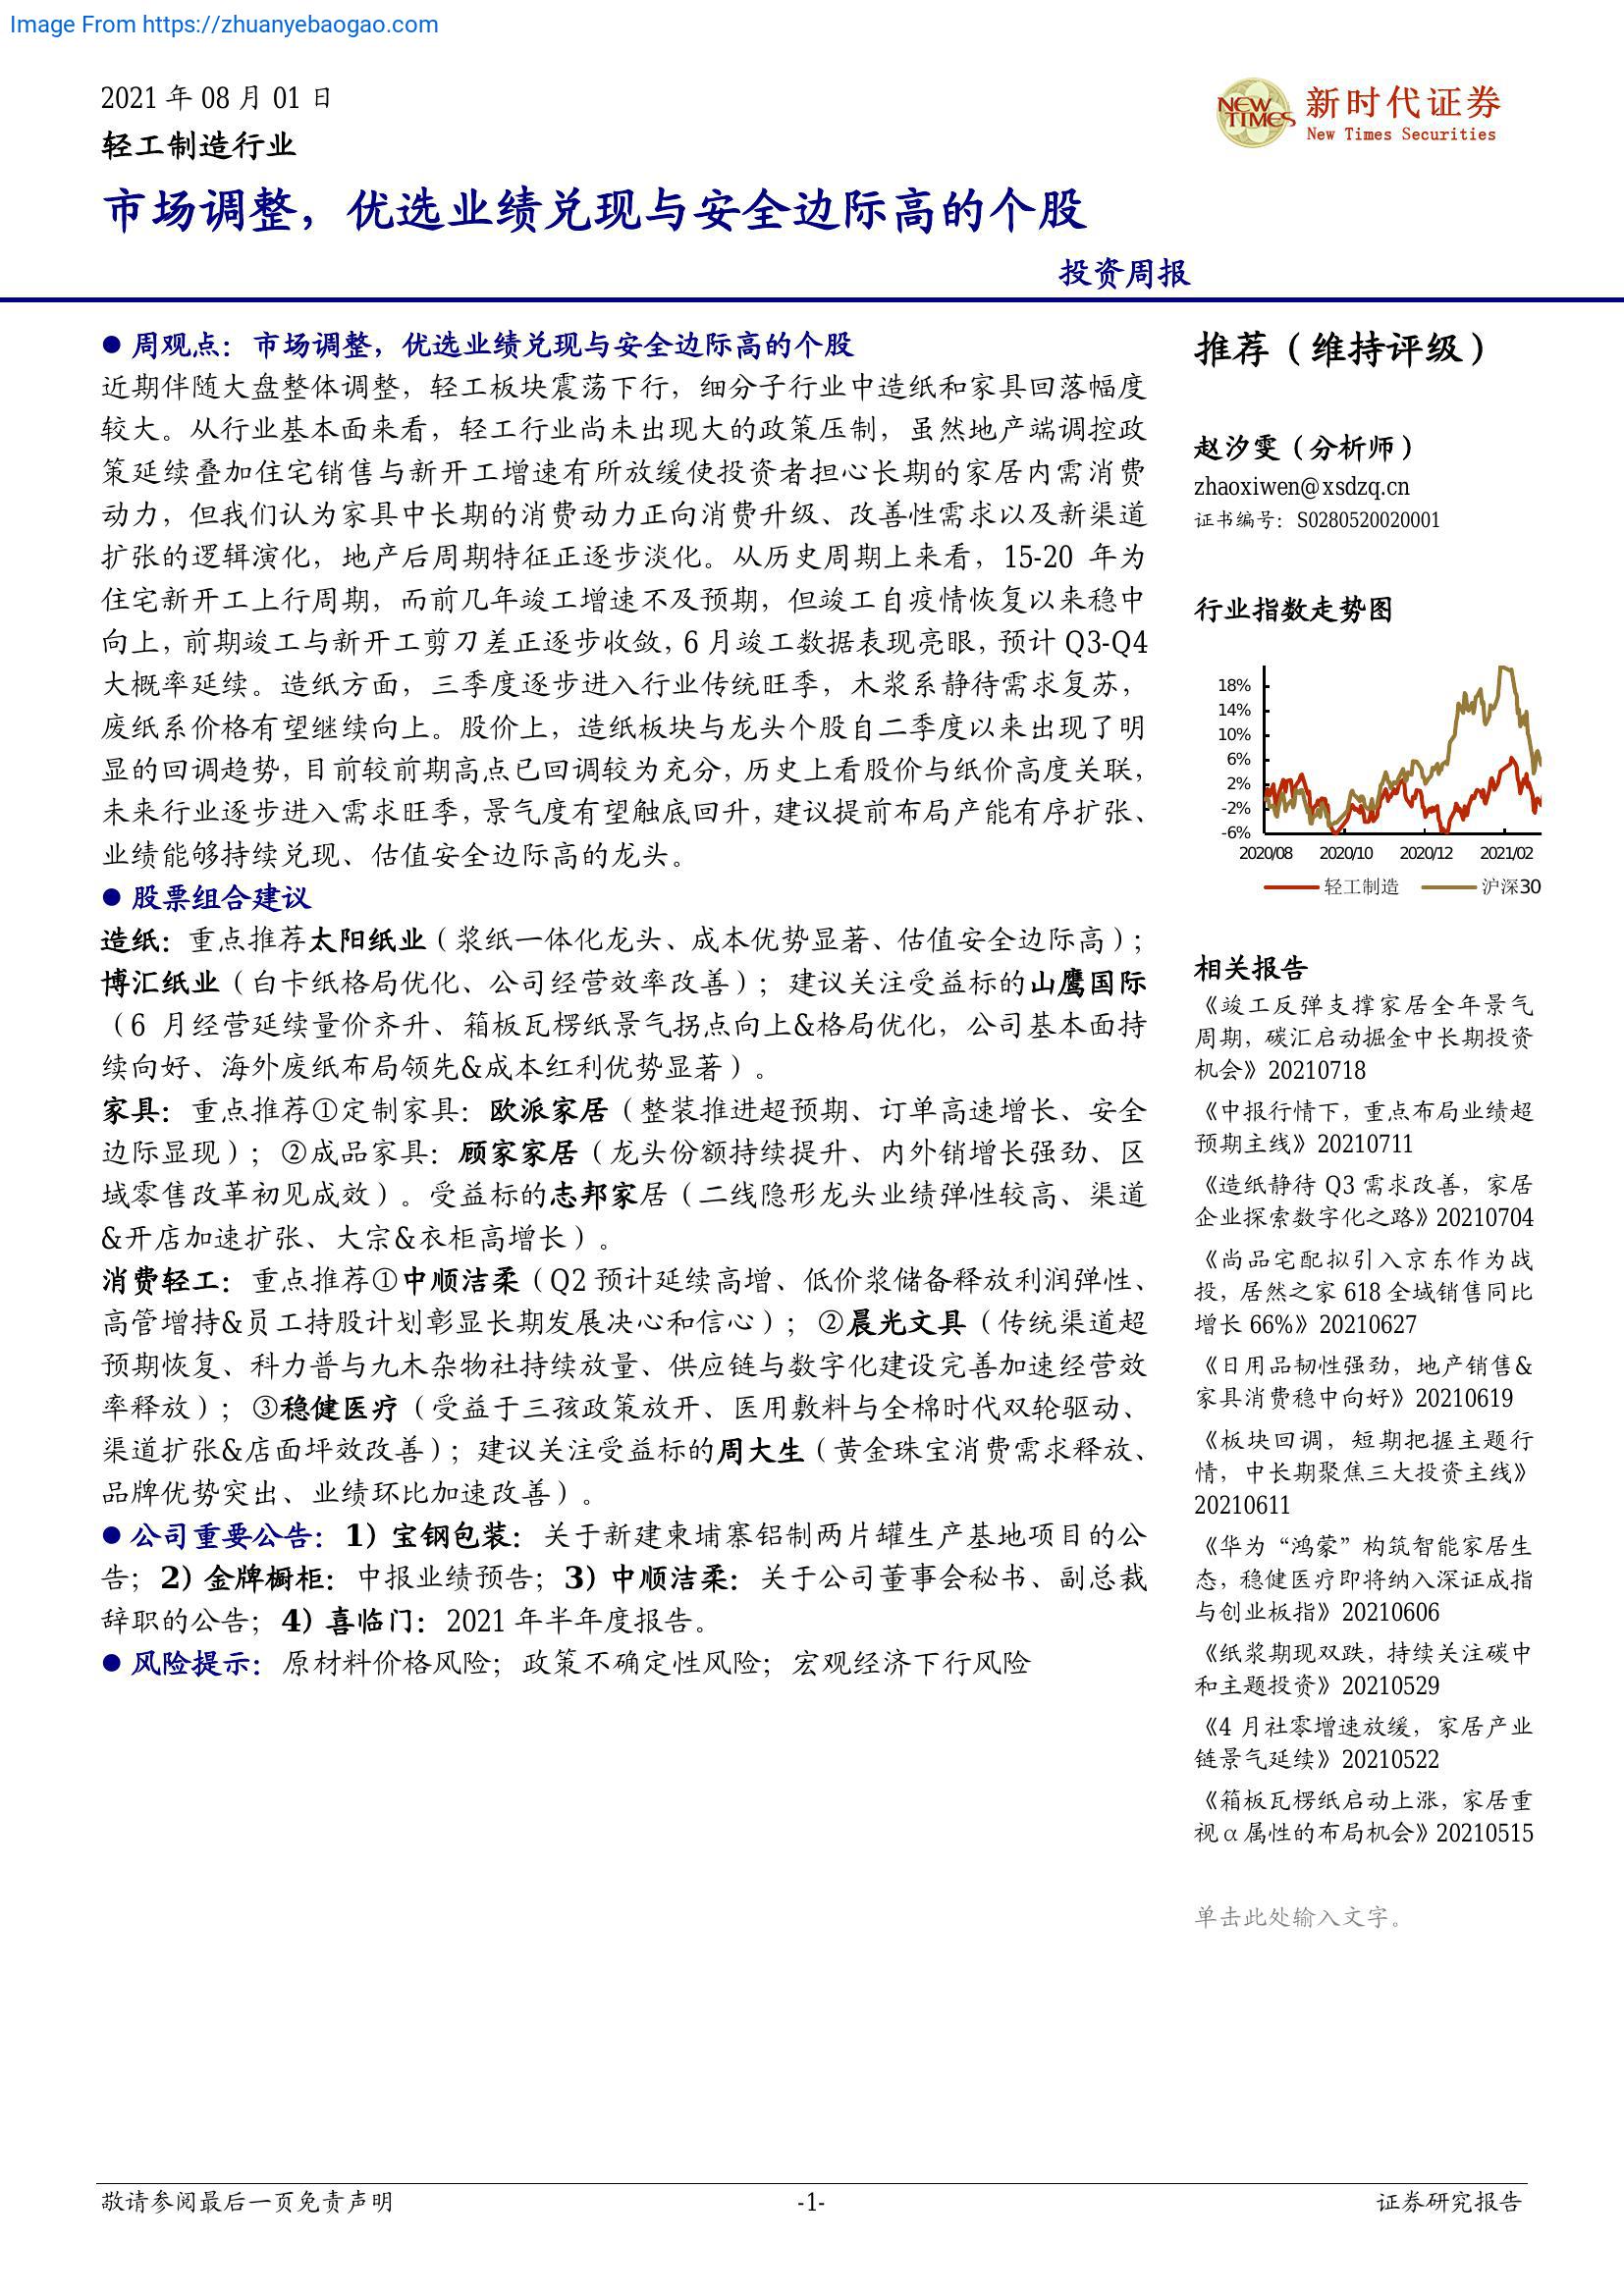 Image From https://zhuanyebaogao.com
2021 年 08 月 01 日
轻工制造行业
市场调整，优选业绩兑现与安全边际高的个股
投资周报
NEW TIMES
新时代证券
New Times Securities
● 周观点：市场调整，优选业绩兑现与安全边际高的个股
近期伴随大盘整体调整，轻工板块震荡下行，细分子行业中造纸和家具回落幅度
较大。从行业基本面来看，轻工行业尚未出现大的政策压制，虽然地产端调控政
策延续叠加住宅销售与新开工增速有所放缓使投资者担心长期的家居内需消费
动力，但我们认为家具中长期的消费动力正向消费升级、改善性需求以及新渠道
扩张的逻辑演化，地产后周期特征正逐步淡化。从历史周期上来看，15-20 年为
住宅新开工上行周期，而前几年竣工增速不及预期，但竣工自疫情恢复以来稳中
向上，前期竣工与新开工剪刀差正逐步收敛，6 月竣工数据表现亮眼，预计 Q3-Q4
大概率延续。造纸方面，三季度逐步进入行业传统旺季，木浆系静待需求复苏，
废纸系价格有望继续向上。股价上，造纸板块与龙头个股自二季度以来出现了明
显的回调趋势，目前较前期高点已回调较为充分，历史上看股价与纸价高度关联，
未来行业逐步进入需求旺季，景气度有望触底回升，建议提前布局产能有序扩张、
业绩能够持续兑现、估值安全边际高的龙头。
● 股票组合建议
造纸：重点推荐太阳纸业（浆纸一体化龙头、成本优势显著、估值安全边际高）；
博汇纸业（白卡纸格局优化、公司经营效率改善）；建议关注受益标的山鹰国际
（6 月经营延续量价齐升、箱板瓦楞纸景气拐点向上&格局优化，公司基本面持
续向好、海外废纸布局领先&成本红利优势显著）。
家具：重点推荐①定制家具：欧派家居（整装推进超预期、订单高速增长、安全
边际显现）；②成品家具：顾家家居（龙头份额持续提升、内外销增长强劲、区
域零售改革初见成效）。受益标的志邦家居（二线隐形龙头业绩弹性较高、渠道
&开店加速扩张、大宗&衣柜高增长）。
消费轻工：重点推荐①中顺洁柔（Q2 预计延续高增、低价浆储备释放利润弹性、
高管增持&员工持股计划彰显长期发展决心和信心）；②晨光文具（传统渠道超
预期恢复、科力普与九木杂物社持续放量、供应链与数字化建设完善加速经营效
率释放）；③稳健医疗（受益于三孩政策放开、医用敷料与全棉时代双轮驱动、
渠道扩张&店面坪效改善）；建议关注受益标的周大生（黄金珠宝消费需求释放、
品牌优势突出、业绩环比加速改善）。
● 公司重要公告：1）宝钢包装：关于新建柬埔寨铝制两片罐生产基地项目的公
告；2）金牌橱柜：中报业绩预告；3）中顺洁柔：关于公司董事会秘书、副总裁
辞职的公告；4）喜临门：2021 年半年度报告。
● 风险提示：原材料价格风险；政策不确定性风险；宏观经济下行风险
推荐（维持评级）
赵汐雯（分析师）
zhaoxiwen@xsdzq.cn
证书编号：S0280520020001
行业指数走势图
18%
14%
10%
6%
2%
-2%
-6%
2020/08 2020/10 2020/12 2021/02
轻工制造 沪深30
相关报告
《竣工反弹支撑家居全年景气
周期，碳汇启动掘金中长期投资
机会》20210718
《中报行情下，重点布局业绩超
预期主线》20210711
《造纸静待 Q3 需求改善，家居
企业探索数字化之路》20210704
《尚品宅配拟引入京东作为战
投，居然之家 618 全域销售同比
增长 66%》20210627
《日用品韧性强劲，地产销售&
家具消费稳中向好》20210619
《板块回调，短期把握主题行
情，中长期聚焦三大投资主线》
20210611
《华为“鸿蒙”构筑智能家居生
态，稳健医疗即将纳入深证成指
与创业板指》20210606
《纸浆期现双跌，持续关注碳中
和主题投资》20210529
《4 月社零增速放缓，家居产业
链景气延续》20210522
《箱板瓦楞纸启动上涨，家居重
视 α 属性的布局机会》20210515
单击此处输入文字。
敬请参阅最后一页免责声明
-1-
证券研究报告